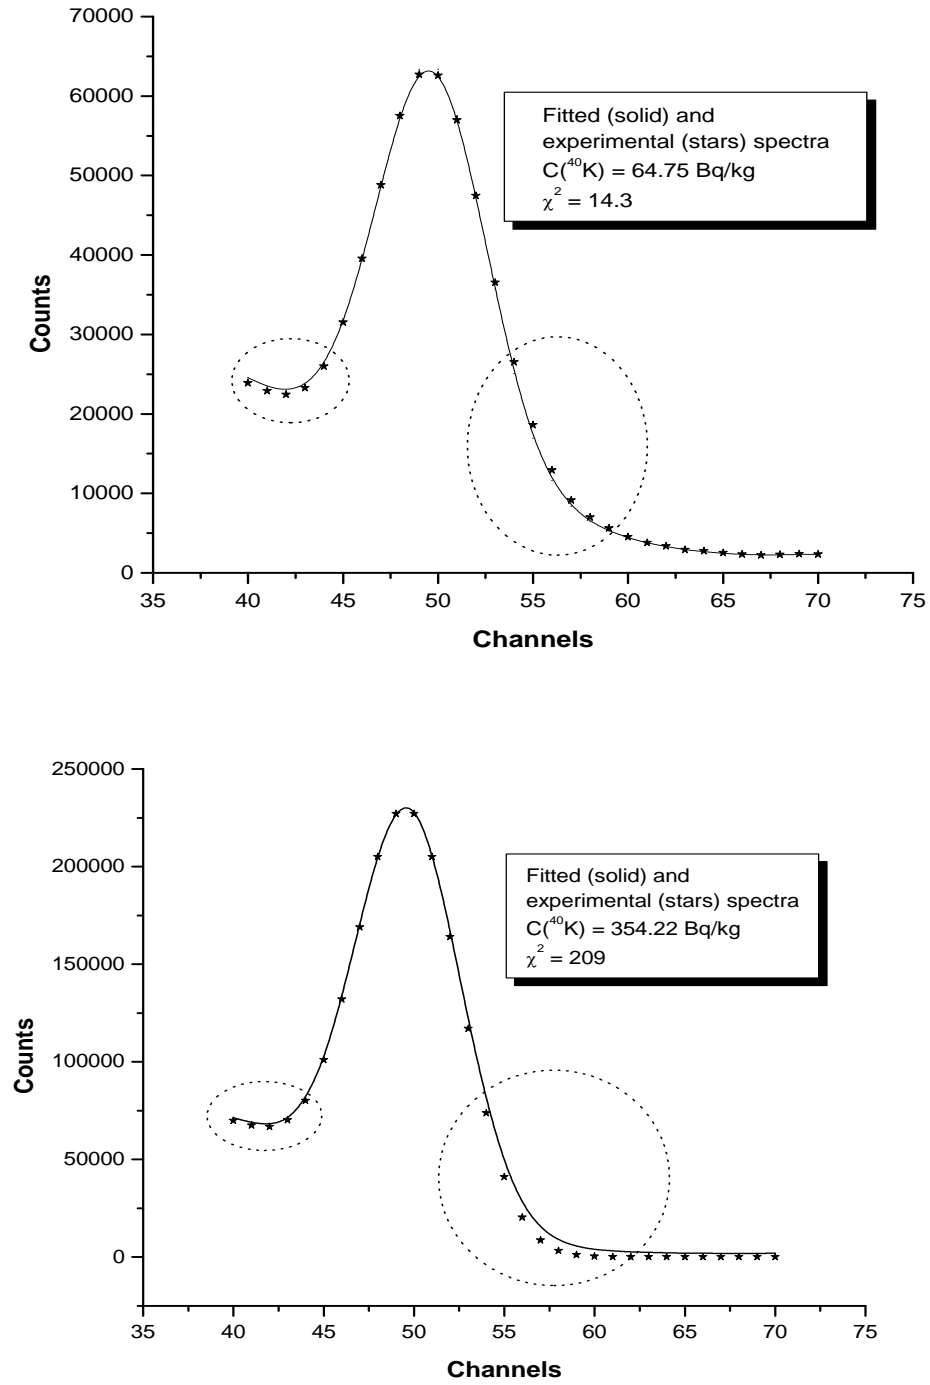 70000
60000
50000
40000
30000
20000
10000
0
Counts
Fitted (solid) and
experimental (stars) spectra
C(⁴⁰K) = 64.75 Bq/kg
χ² = 14.3
35 40 45 50 55 60 65 70 75
Channels
250000
200000
150000
100000
50000
0
Counts
Fitted (solid) and
experimental (stars) spectra
C(⁴⁰K) = 354.22 Bq/kg
χ² = 209
35 40 45 50 55 60 65 70 75
Channels